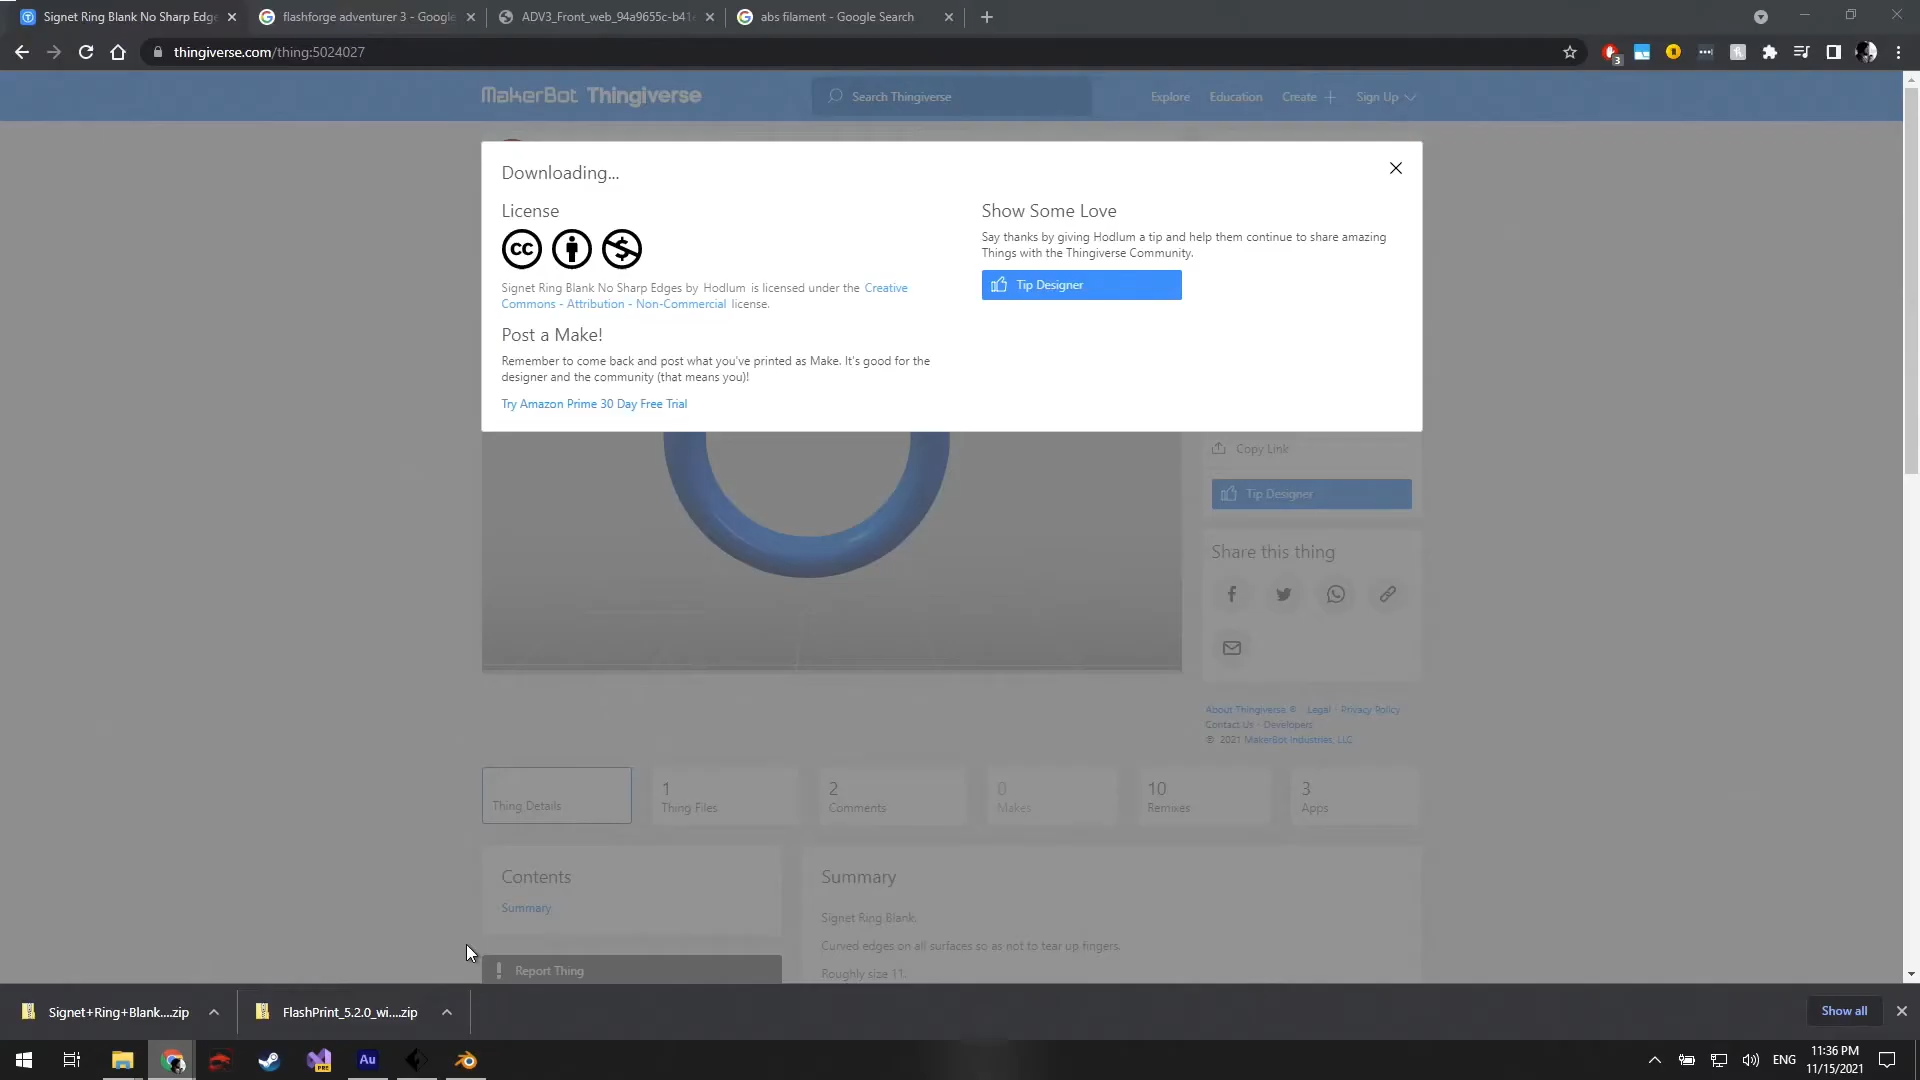 Signet Ring Blank No Sharp Edge
flashforge adventurer 3 - Google
ADV3_Front_web_94a9655c-b41
abs filament - Google Search
thingiverse.com/thing:5024027
3
MakerBot Thingiverse
Search Thingiverse
Explore
Education
Create
Sign Up
Downloading...
License
cc
Signet Ring Blank No Sharp Edges by Hodlum is licensed under the Creative
Commons - Attribution - Non-Commercial license.
Post a Make!
Remember to come back and post what you've printed as Make. It's good for the
designer and the community (that means you)!
Try Amazon Prime 30 Day Free Trial
Show Some Love
Say thanks by giving Hodlum a tip and help them continue to share amazing
Things with the Thingiverse Community.
Tip Designer
Copy Link
Tip Designer
Share this thing
About Thingiverse ® Legal - Privacy Policy
Contact Us - Developers
© 2021 MakerBot Industries, LLC
Thing Details
1
Thing Files
2
Comments
0
Makes
10
Remixes
3
Apps
Contents
Summary
Report Thing
Summary
Signet Ring Blank.
Curved edges on all surfaces so as not to tear up fingers.
Roughly size 11.
Signet+Ring+Blank....zip
FlashPrint_5.2.0_wi....zip
Show all
Au
ENG
11:36 PM
11/15/2021